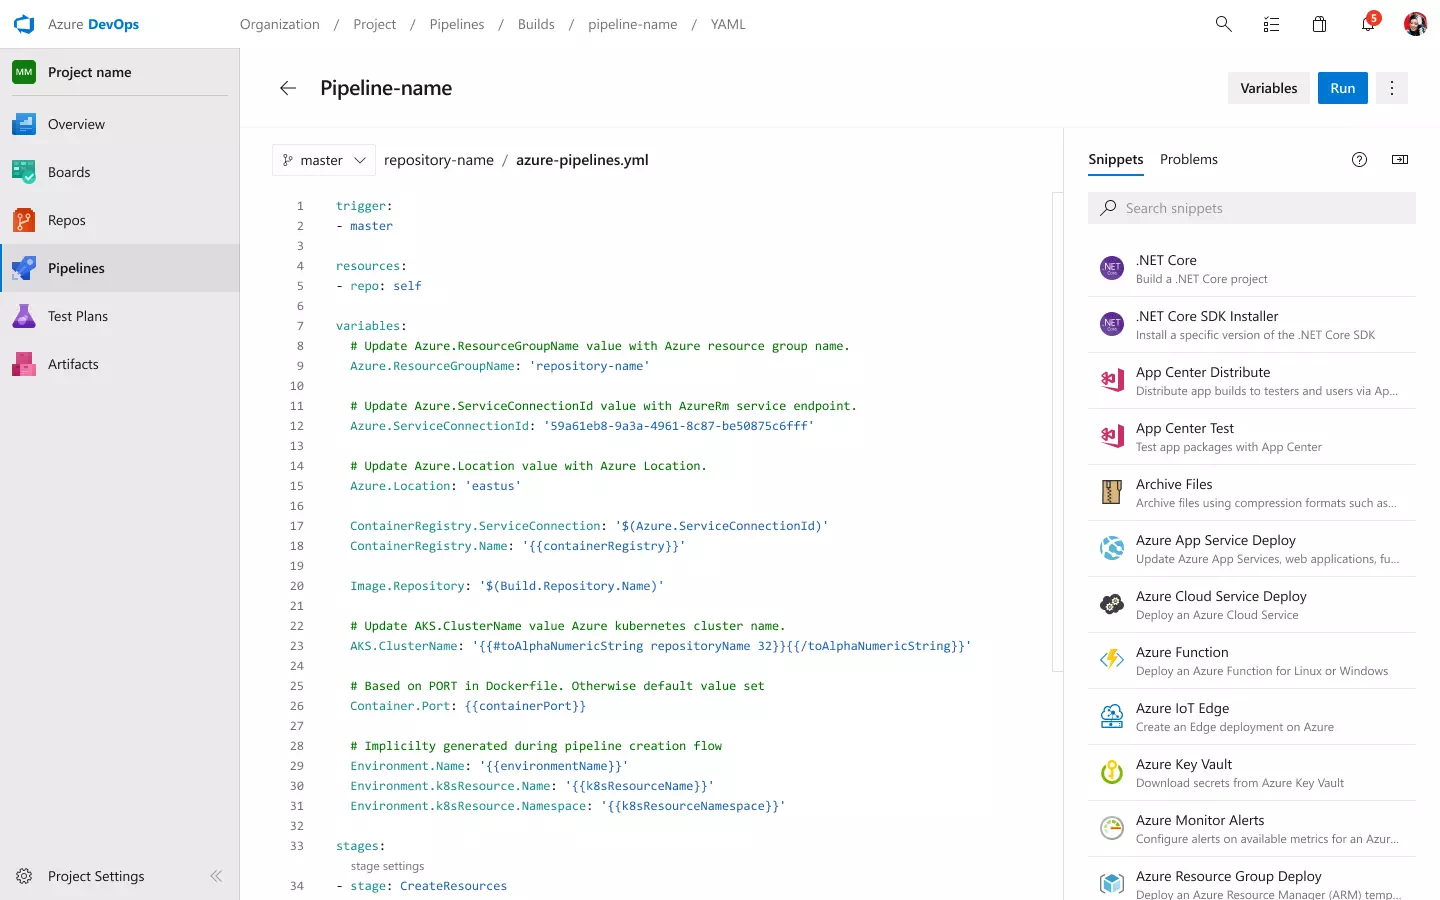 Azure DevOps
Organization / Project / Pipelines / Builds / pipeline-name / YAML
5
MM Project name
Overview
Boards
Repos
Pipelines
Test Plans
Artifacts
Project Settings
Pipeline-name
Variables
Run
master
repository-name / azure-pipelines.yml
1 trigger:
2 - master
3
4 resources:
5 - repo: self
6
7 variables:
8 # Update Azure.ResourceGroupName value with Azure resource group name.
9 Azure.ResourceGroupName: 'repository-name'
10
11 # Update Azure.ServiceConnectionId value with AzureRm service endpoint.
12 Azure.ServiceConnectionId: '59a61eb8-9a3a-4961-8c87-be50875c6fff'
13
14 # Update Azure.Location value with Azure Location.
15 Azure.Location: 'eastus'
16
17 ContainerRegistry.ServiceConnection: '$(Azure.ServiceConnectionId)'
18 ContainerRegistry.Name: '{{containerRegistry}}'
19
20 Image.Repository: '$(Build.Repository.Name)'
21
22 # Update AKS.ClusterName value Azure kubernetes cluster name.
23 AKS.ClusterName: '{{#toAlphaNumericString repositoryName 32}}{{/toAlphaNumericString}}'
24
25 # Based on PORT in Dockerfile. Otherwise default value set
26 Container.Port: {{containerPort}}
27
28 # Implicilty generated during pipeline creation flow
29 Environment.Name: '{{environmentName}}'
30 Environment.k8sResource.Name: '{{k8sResourceName}}'
31 Environment.k8sResource.Namespace: '{{k8sResourceNamespace}}'
32
33 stages:
stage settings
34 - stage: CreateResources
Snippets
Problems
Search snippets
.NET Core
.NET Core
Build a .NET Core project
.NET Core
.NET Core SDK Installer
Install a specific version of the .NET Core SDK
App Center Distribute
Distribute app builds to testers and users via Ap...
App Center Test
Test app packages with App Center
Archive Files
Archive files using compression formats such as...
Azure App Service Deploy
Update Azure App Services, web applications, fu...
Azure Cloud Service Deploy
Deploy an Azure Cloud Service
Azure Function
Deploy an Azure Function for Linux or Windows
Azure IoT Edge
Create an Edge deployment on Azure
Azure Key Vault
Download secrets from Azure Key Vault
Azure Monitor Alerts
Configure alerts on available metrics for an Azur...
Azure Resource Group Deploy
Deploy an Azure Resource Manager (ARM) temp...